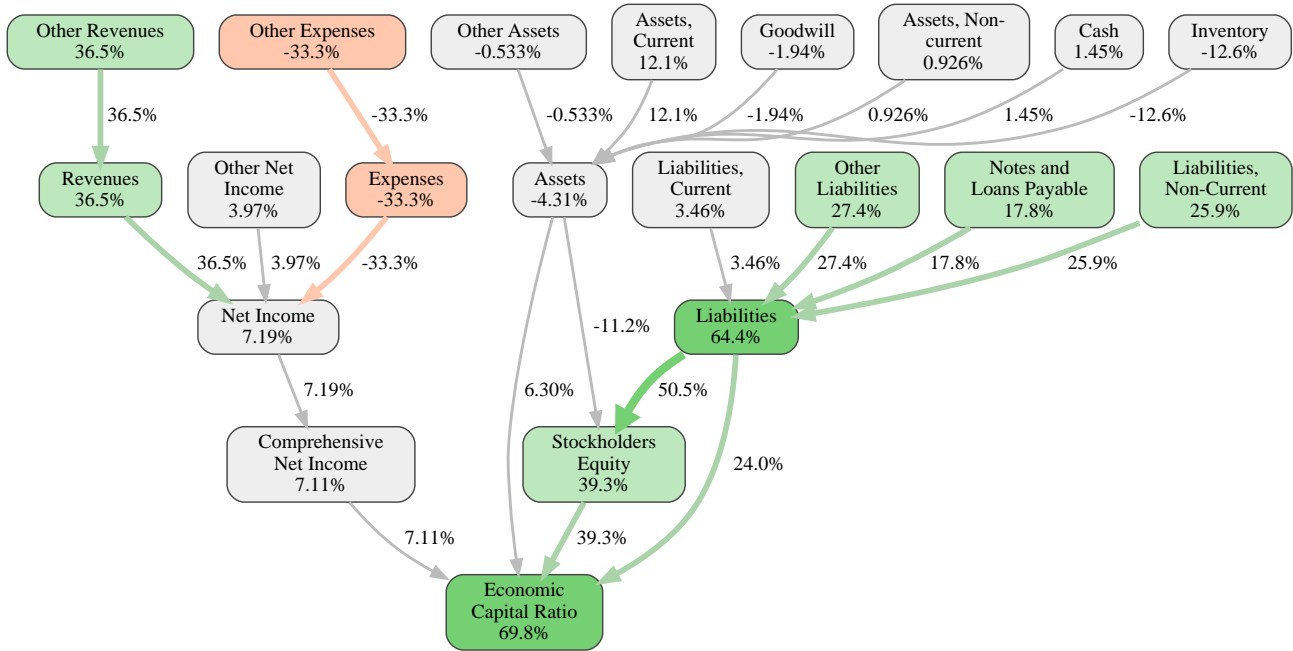 Other Revenues
36.5%
Other Expenses
-33.3%
Other Assets
-0.533%
Assets,
Current
12.1%
Goodwill
-1.94%
Assets, Non-
current
0.926%
Cash
1.45%
Inventory
-12.6%
36.5%
-33.3%
-0.533%
12.1%
-1.94%
0.926%
1.45%
-12.6%
Revenues
36.5%
Other Net
Income
3.97%
Expenses
-33.3%
Assets
-4.31%
Liabilities,
Current
3.46%
Other
Liabilities
27.4%
Notes and
Loans Payable
17.8%
Liabilities,
Non-Current
25.9%
36.5%
3.97%
-33.3%
3.46%
27.4%
17.8%
25.9%
Net Income
7.19%
-11.2%
Liabilities
64.4%
7.19%
6.30%
50.5%
Comprehensive
Net Income
7.11%
Stockholders
Equity
39.3%
24.0%
7.11%
39.3%
Economic
Capital Ratio
69.8%